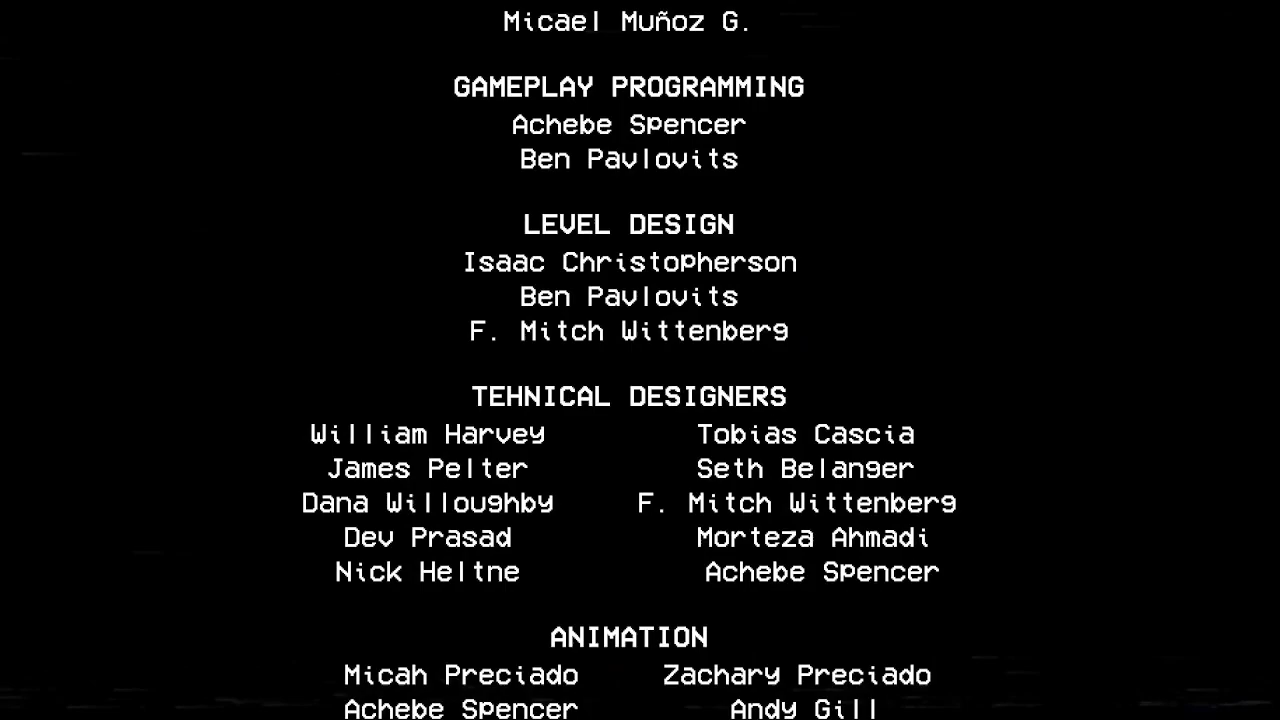 Micael Muñoz G.
GAMEPLAY PROGRAMMING
Achebe Spencer
Ben Pavlovits
LEVEL DESIGN
Isaac Christopherson
Ben Pavlovits
F. Mitch Wittenberg
TEHNICAL DESIGNERS
William Harvey Tobias Cascia
James Pelter Seth Belanger
Dana Willoughby F. Mitch Wittenberg
Dev Prasad Morteza Ahmadi
Nick Heltne Achebe Spencer
ANIMATION
Micah Preciado Zachary Preciado
Achebe Spencer Andy Gill